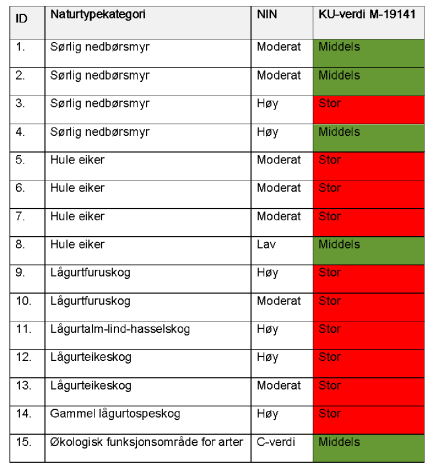 ID Naturtypekategori NIN KU-verdi M-19141
1. Sørlig nedbørsmyr Moderat Middels
2. Sørlig nedbørsmyr Moderat Middels
3. Sørlig nedbørsmyr Høy Stor
4. Sørlig nedbørsmyr Høy Middels
5. Hule eiker Moderat Stor
6. Hule eiker Moderat Stor
7. Hule eiker Moderat Stor
8. Hule eiker Lav Middels
9. Lågurtfuruskog Høy Stor
10. Lågurtfuruskog Moderat Stor
11. Lågurtalm-lind-hasselskog Høy Stor
12. Lågurteikeskog Høy Stor
13. Lågurteikeskog Moderat Stor
14. Gammel lågurtospeskog Høy Stor
15. Økologisk funksjonsområde for arter C-verdi Middels